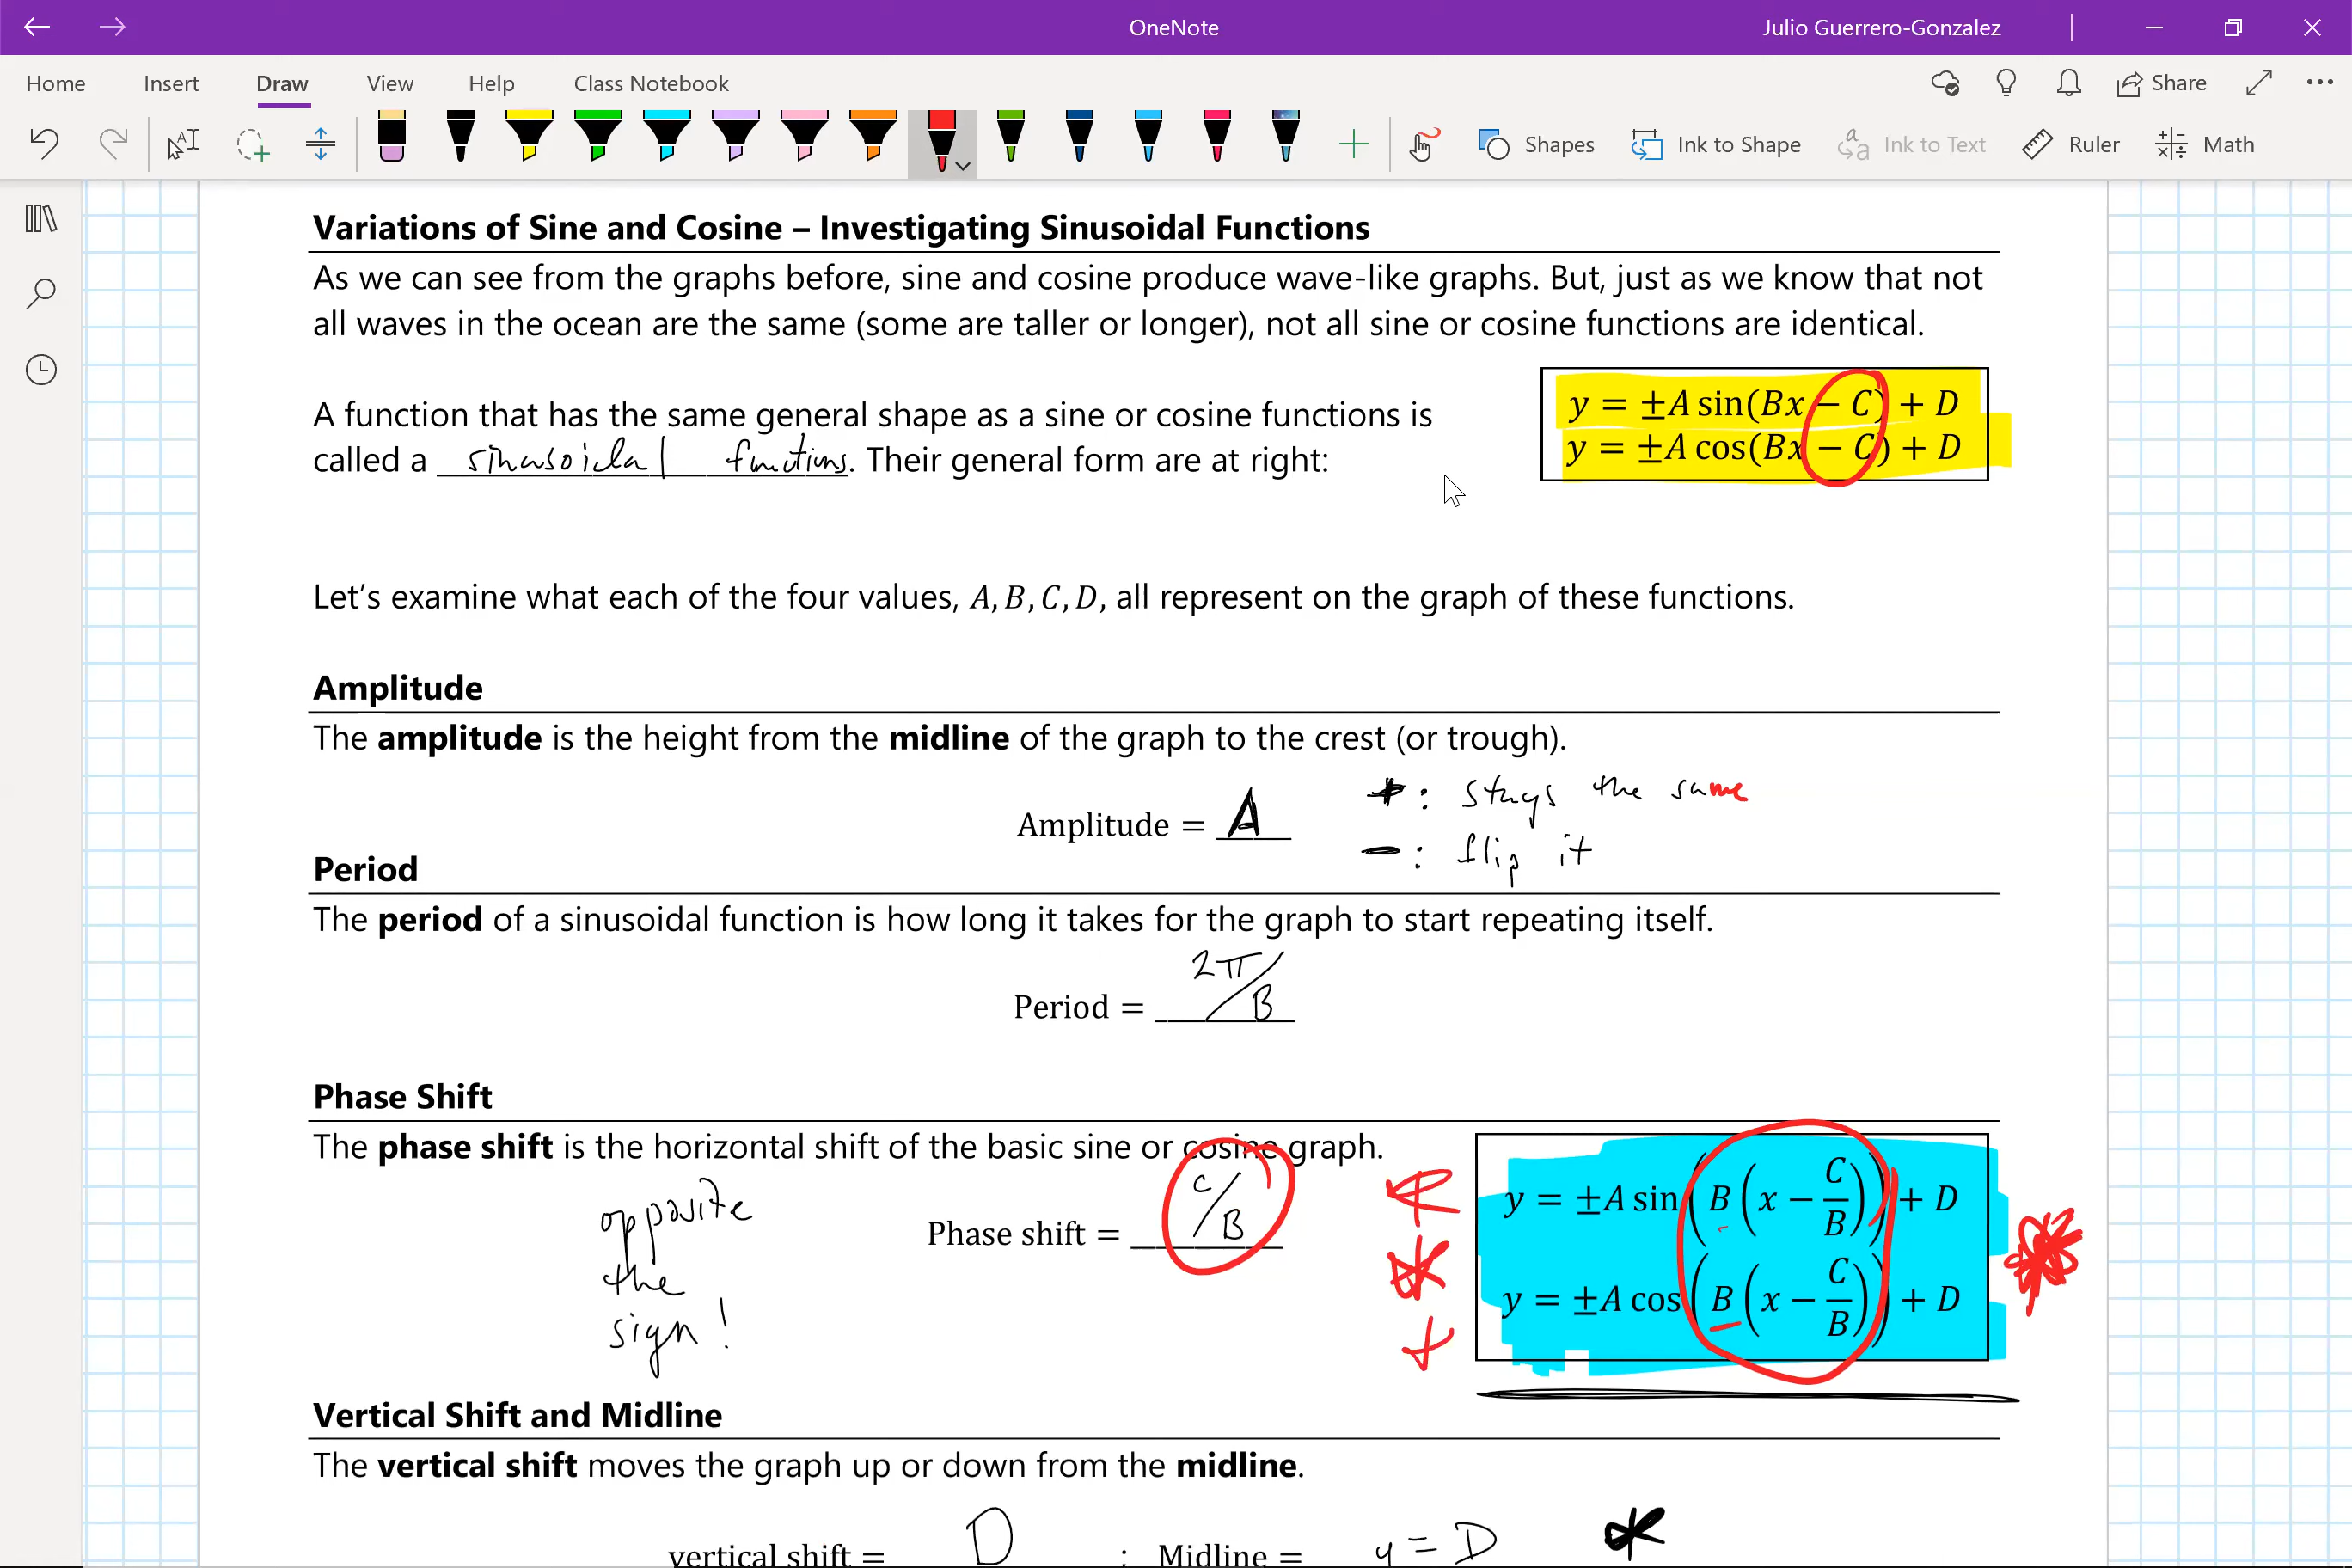 OneNote
Julio Guerrero-Gonzalez
Home Insert Draw View Help Class Notebook Share
Shapes Ink to Shape Ink to Text Ruler Math
Variations of Sine and Cosine – Investigating Sinusoidal Functions
As we can see from the graphs before, sine and cosine produce wave-like graphs. But, just as we know that not
all waves in the ocean are the same (some are taller or longer), not all sine or cosine functions are identical.
A function that has the same general shape as a sine or cosine functions is
called a sinusoidal functions. Their general form are at right:
y = ±A sin(Bx − C) + D
y = ±A cos(Bx − C) + D
Let’s examine what each of the four values, A, B, C, D, all represent on the graph of these functions.
Amplitude
The amplitude is the height from the midline of the graph to the crest (or trough).
Amplitude = A
+ : stays the same
− : flip it
Period
The period of a sinusoidal function is how long it takes for the graph to start repeating itself.
Period = 2π/B
Phase Shift
The phase shift is the horizontal shift of the basic sine or cosine graph.
opposite
the
sign!
Phase shift = C/B
y = ±A sin(B(x − C/B)) + D
y = ±A cos(B(x − C/B)) + D
Vertical Shift and Midline
The vertical shift moves the graph up or down from the midline.
vertical shift = D ; Midline = y = D